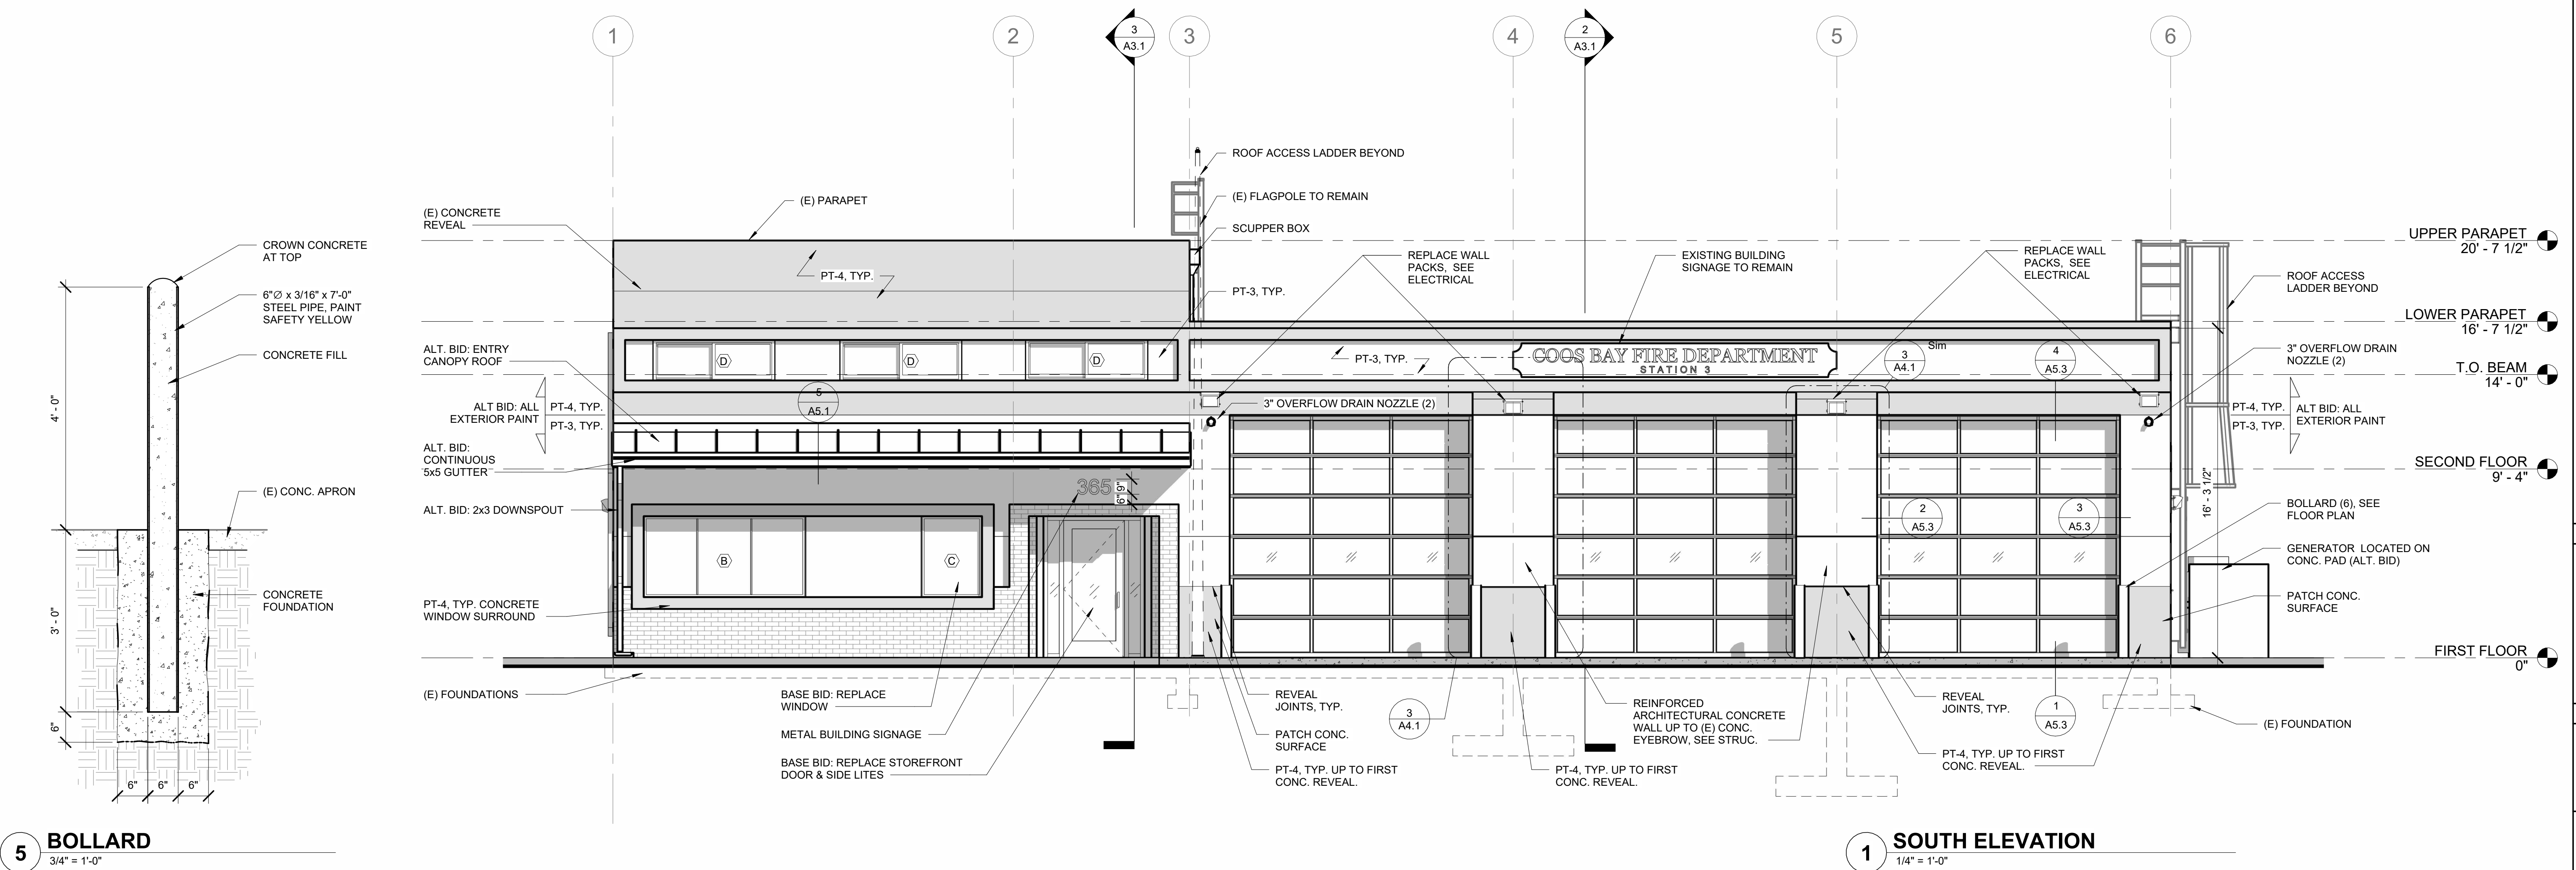 1
2
3
A3.1
3
4
2
A3.1
5
6
ROOF ACCESS LADDER BEYOND
(E) FLAGPOLE TO REMAIN
SCUPPER BOX
(E) PARAPET
(E) CONCRETE
REVEAL
PT-4, TYP.
PT-3, TYP.
REPLACE WALL
PACKS, SEE
ELECTRICAL
EXISTING BUILDING
SIGNAGE TO REMAIN
REPLACE WALL
PACKS, SEE
ELECTRICAL
UPPER PARAPET
20' - 7 1/2"
ROOF ACCESS
LADDER BEYOND
LOWER PARAPET
16' - 7 1/2"
3" OVERFLOW DRAIN
NOZZLE (2)
T.O. BEAM
14' - 0"
PT-4, TYP.
PT-3, TYP.
ALT BID: ALL
EXTERIOR PAINT
SECOND FLOOR
9' - 4"
16' - 3 1/2"
BOLLARD (6), SEE
FLOOR PLAN
GENERATOR LOCATED ON
CONC. PAD (ALT. BID)
PATCH CONC.
SURFACE
FIRST FLOOR
0"
(E) FOUNDATION
ALT. BID: ENTRY
CANOPY ROOF
ALT BID: ALL
EXTERIOR PAINT
PT-4, TYP.
PT-3, TYP.
ALT. BID:
CONTINUOUS
5x5 GUTTER
ALT. BID: 2x3 DOWNSPOUT
PT-4, TYP. CONCRETE
WINDOW SURROUND
(E) FOUNDATIONS
D
D
D
5
A5.1
PT-3, TYP.
COOS BAY FIRE DEPARTMENT
STATION 3
3
A4.1
Sim
4
A5.3
3" OVERFLOW DRAIN NOZZLE (2)
365
6" 9"
B
C
2
A5.3
3
A5.3
BASE BID: REPLACE
WINDOW
METAL BUILDING SIGNAGE
BASE BID: REPLACE STOREFRONT
DOOR & SIDE LITES
REVEAL
JOINTS, TYP.
PATCH CONC.
SURFACE
PT-4, TYP. UP TO FIRST
CONC. REVEAL.
3
A4.1
PT-4, TYP. UP TO FIRST
CONC. REVEAL.
REINFORCED
ARCHITECTURAL CONCRETE
WALL UP TO (E) CONC.
EYEBROW, SEE STRUC.
REVEAL
JOINTS, TYP.
1
A5.3
PT-4, TYP. UP TO FIRST
CONC. REVEAL.
1
SOUTH ELEVATION
1/4" = 1'-0"
CROWN CONCRETE
AT TOP
6"Ø x 3/16" x 7'-0"
STEEL PIPE, PAINT
SAFETY YELLOW
CONCRETE FILL
(E) CONC. APRON
CONCRETE
FOUNDATION
4' - 0"
3' - 0"
6"
6" 6" 6"
5
BOLLARD
3/4" = 1'-0"